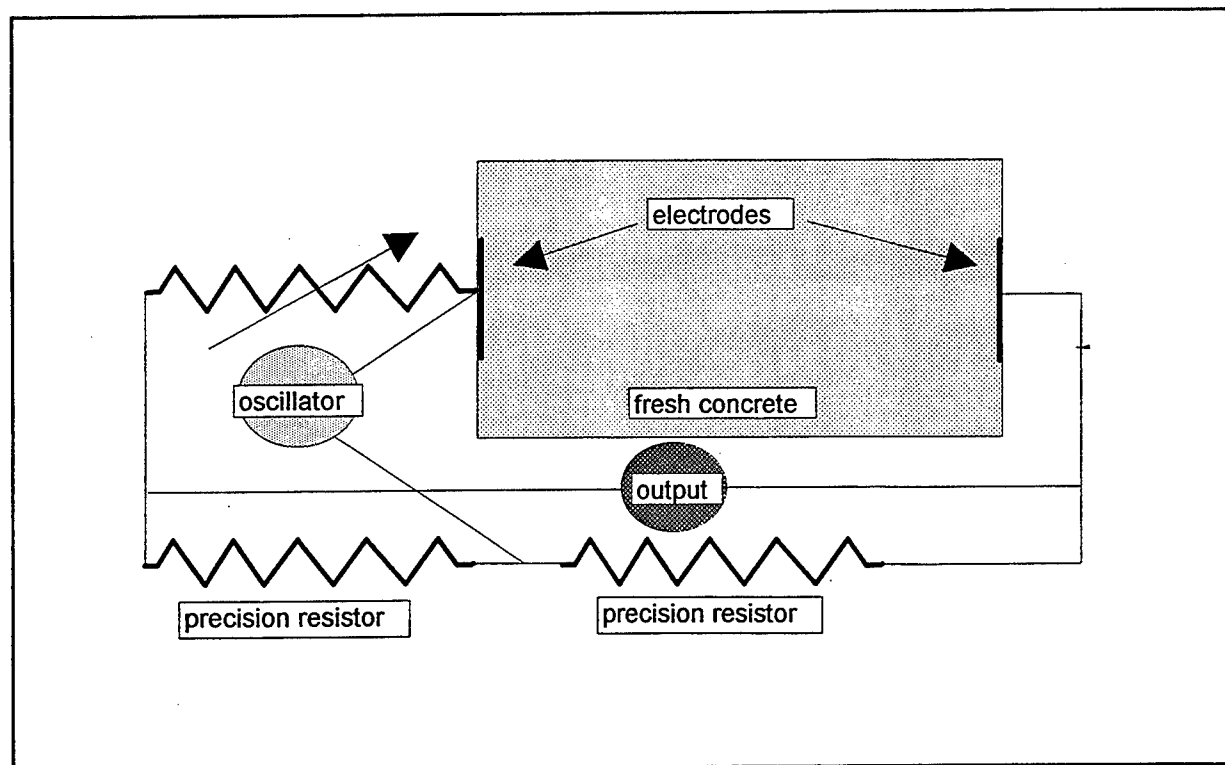 electrodes
oscillator
fresh concrete
output
precision resistor
precision resistor